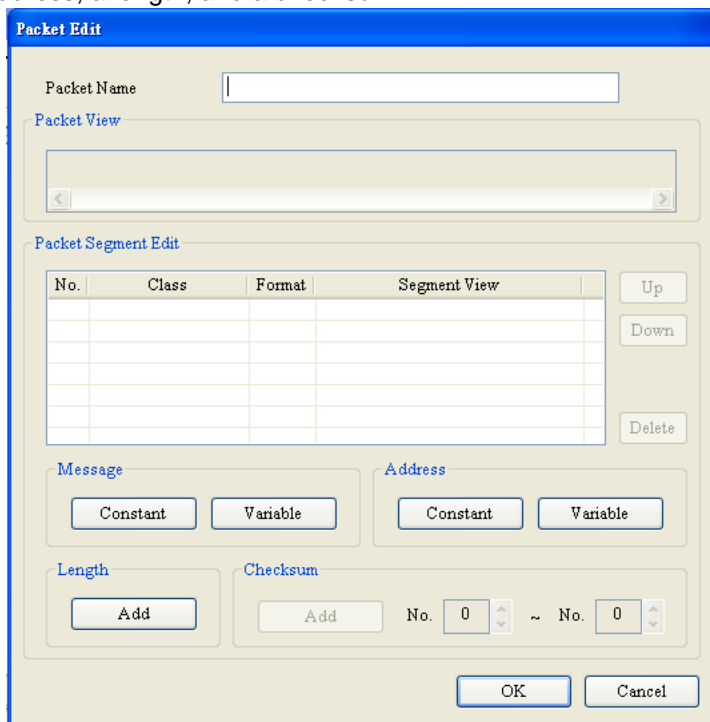 Packet Edit
Packet Name
Packet View
Packet Segment Edit
No. Class Format Segment View
Up
Down
Delete
Message
Constant Variable
Address
Constant Variable
Length
Add
Checksum
Add No. 0 ~ No. 0
OK Cancel